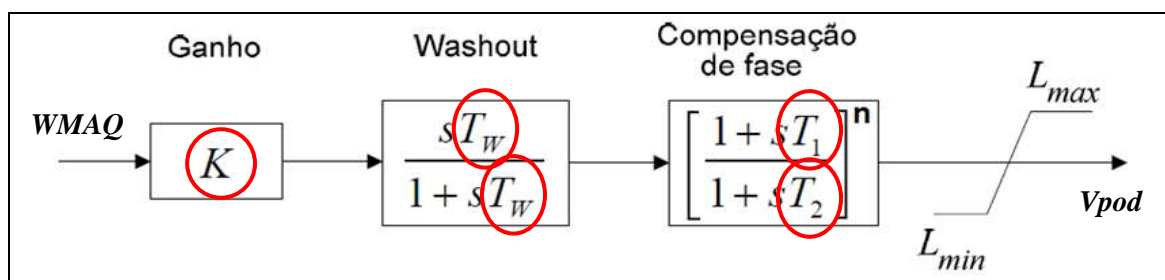 Ganho
Washout
Compensação
de fase
WMAQ
K
sT_W
1 + sT_W
[1 + sT_1
1 + sT_2]^n
L_max
L_min
Vpod